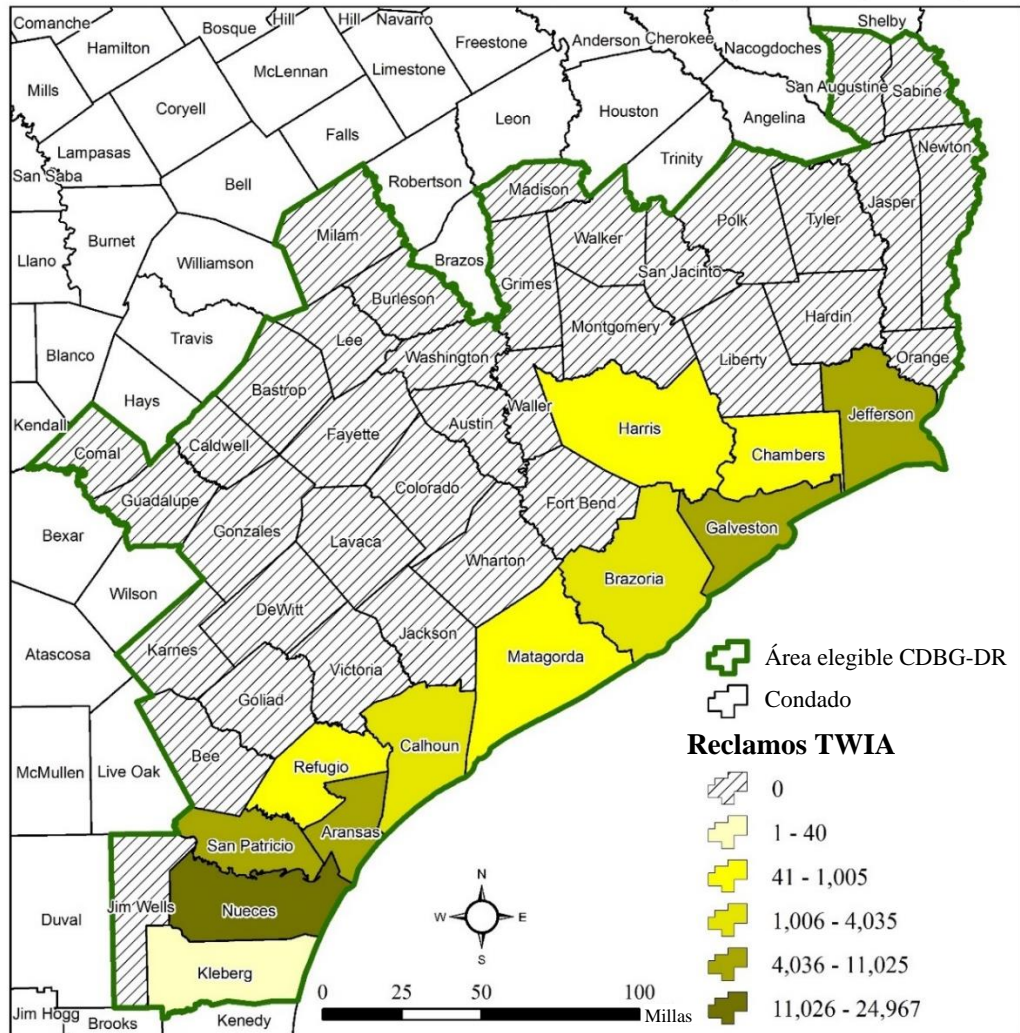 Comanche
Hamilton
Bosque
Hill
Hill
Navarro
Freestone
Anderson
Cherokee
Nacogdoches
Shelby
Mills
Coryell
McLennan
Limestone
Leon
Houston
Angelina
San Augustine
Sabine
Lampasas
Falls
Trinity
Newton
San Saba
Bell
Robertson
Madison
Polk
Tyler
Jasper
Burnet
Milam
Walker
Llano
Williamson
Brazos
Grimes
San Jacinto
Burleson
Hardin
Blanco
Travis
Lee
Washington
Montgomery
Liberty
Orange
Hays
Bastrop
Waller
Jefferson
Kendall
Comal
Caldwell
Fayette
Austin
Harris
Chambers
Guadalupe
Colorado
Fort Bend
Galveston
Bexar
Gonzales
Lavaca
Wharton
Brazoria
Wilson
DeWitt
Jackson
Atascosa
Karnes
Victoria
Matagorda
Goliad
McMullen
Live Oak
Bee
Refugio
Calhoun
San Patricio
Aransas
Duval
Jim Wells
Nueces
Kleberg
Jim Hogg
Brooks
Kenedy
N
W
E
S
0
25
50
100
Millas
Área elegible CDBG-DR
Condado
Reclamos TWIA
0
1 - 40
41 - 1,005
1,006 - 4,035
4,036 - 11,025
11,026 - 24,967